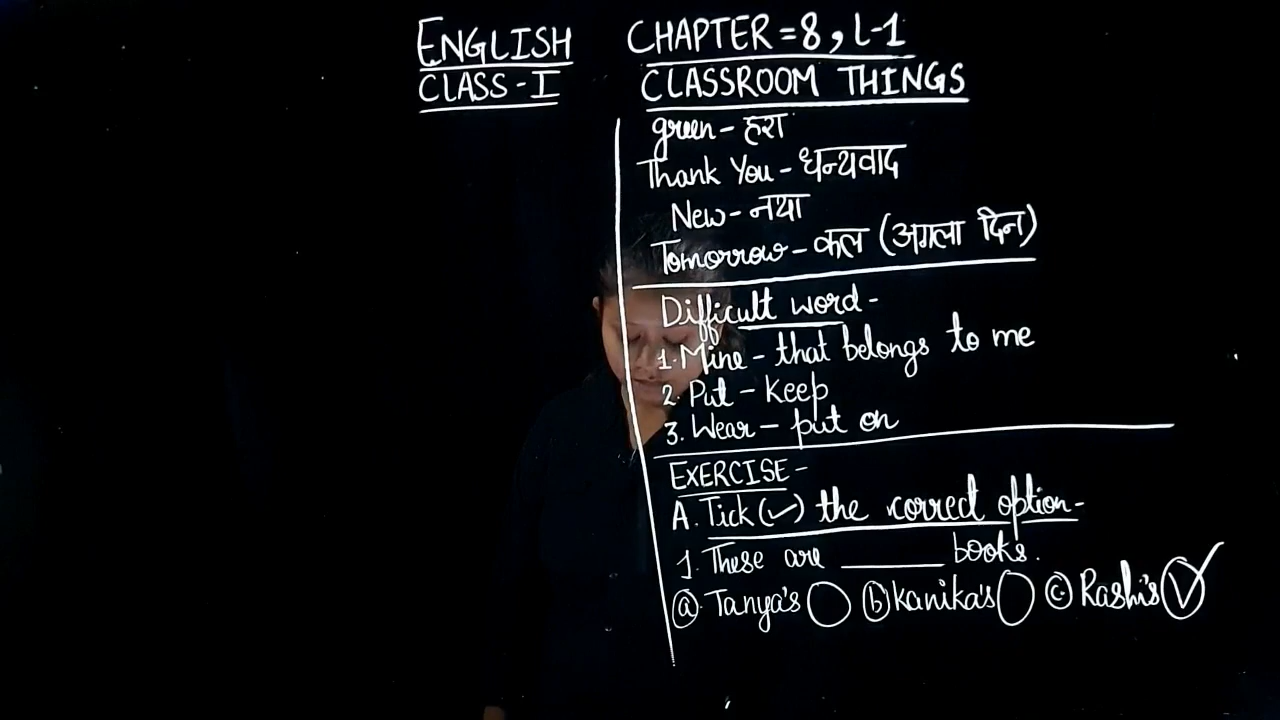 ENGLISH
CLASS-I
CHAPTER=8, L-1
CLASSROOM THINGS
green - हरा
Thank You - धन्यवाद
New - नया
Tomorrow - कल (अगला दिन)
Difficult word -
1. Mine - that belongs to me
2. Put - Keep
3. Wear - put on
EXERCISE -
A. Tick (✓) the correct option -
1. These are ______ books.
ⓐ Tanya's ◯ ⓑ Kanika's ◯ ⓒ Rashi's ✓